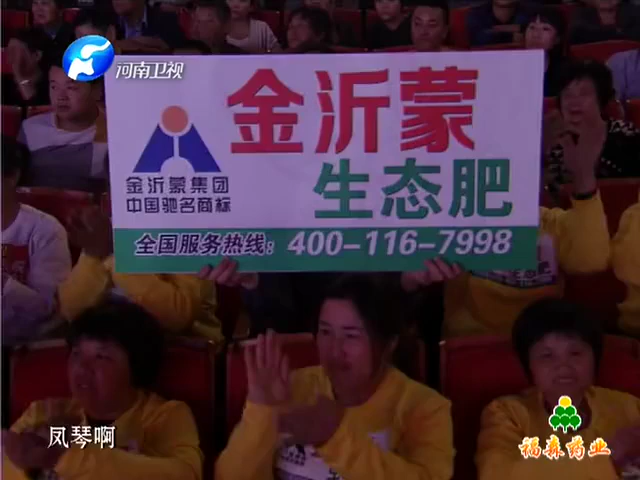 河南卫视
金沂蒙
生态肥
金沂蒙集团
中国驰名商标
全国服务热线：400-116-7998
凤琴啊
福森药业